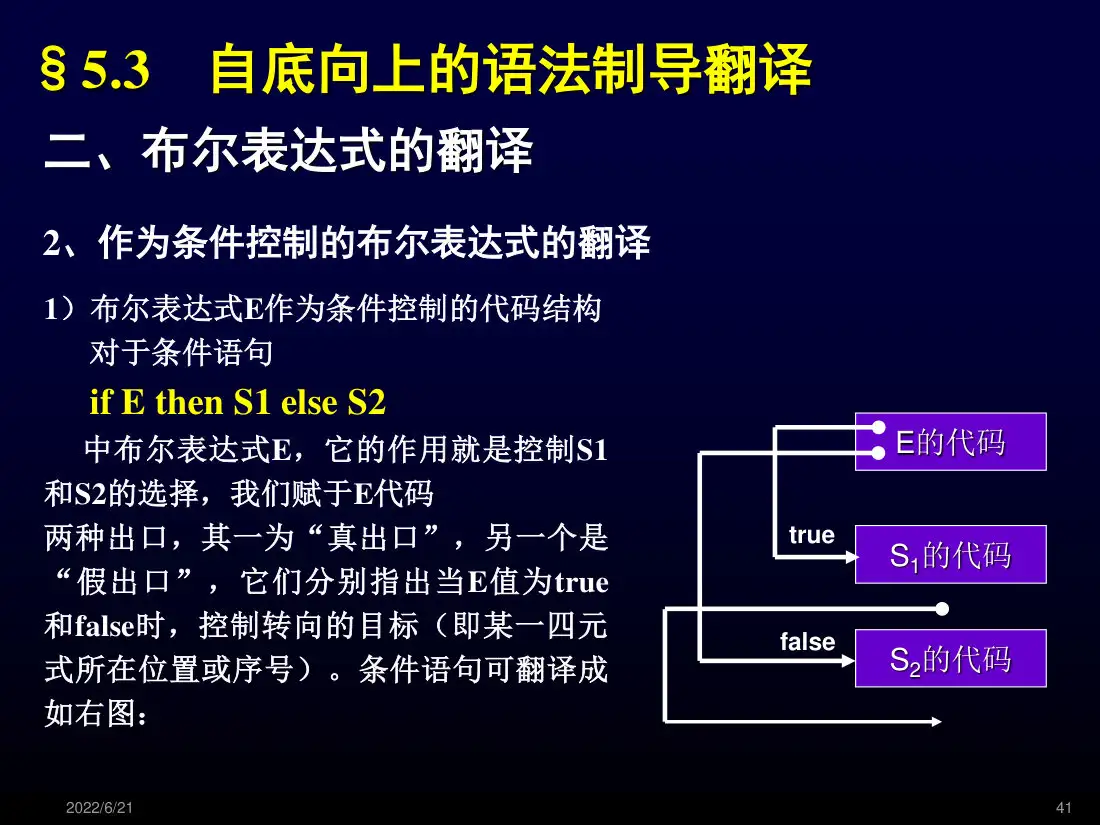 §5.3 自底向上的语法制导翻译
二、布尔表达式的翻译
2、作为条件控制的布尔表达式的翻译
1）布尔表达式E作为条件控制的代码结构
对于条件语句
if E then S1 else S2
中布尔表达式E，它的作用就是控制S1
和S2的选择，我们赋于E代码
两种出口，其一为“真出口”，另一个是
“假出口”，它们分别指出当E值为true
和false时，控制转向的目标（即某一四元
式所在位置或序号）。条件语句可翻译成
如右图：
E的代码
true
S1的代码
false
S2的代码
2022/6/21
41